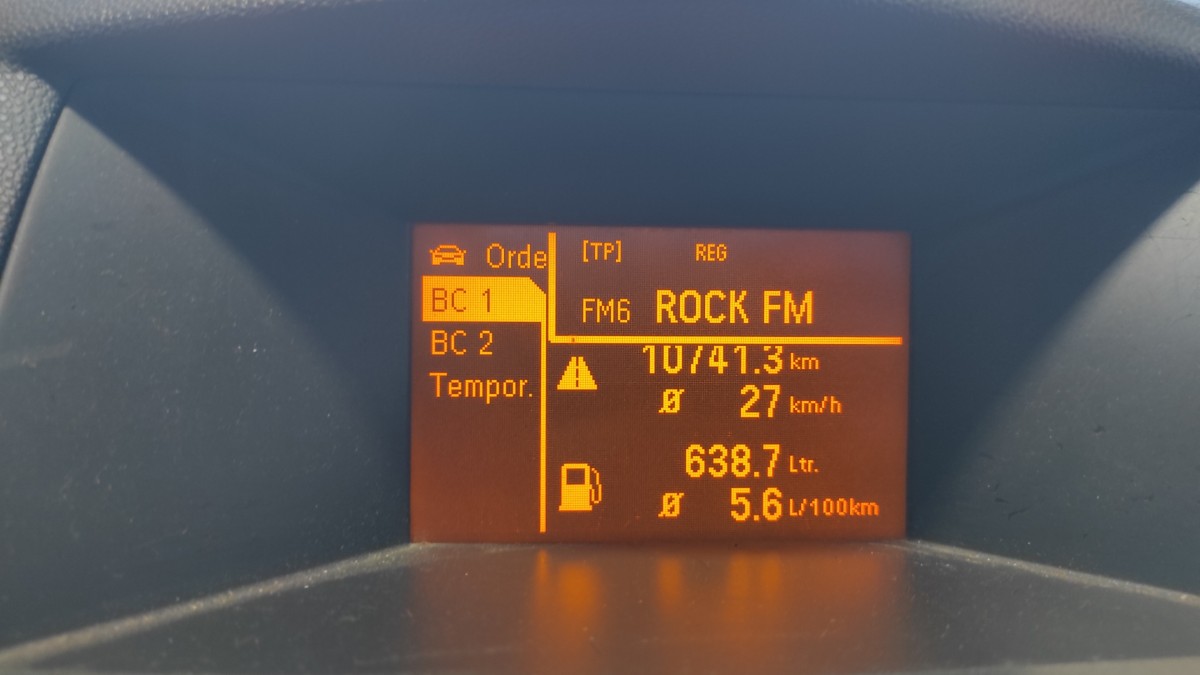 Orde
BC 1
BC 2
Tempor.
[TP] REG
FM6 ROCK FM
10741.3 km
Ø 27 km/h
638.7 Ltr.
Ø 5.6 L/100km